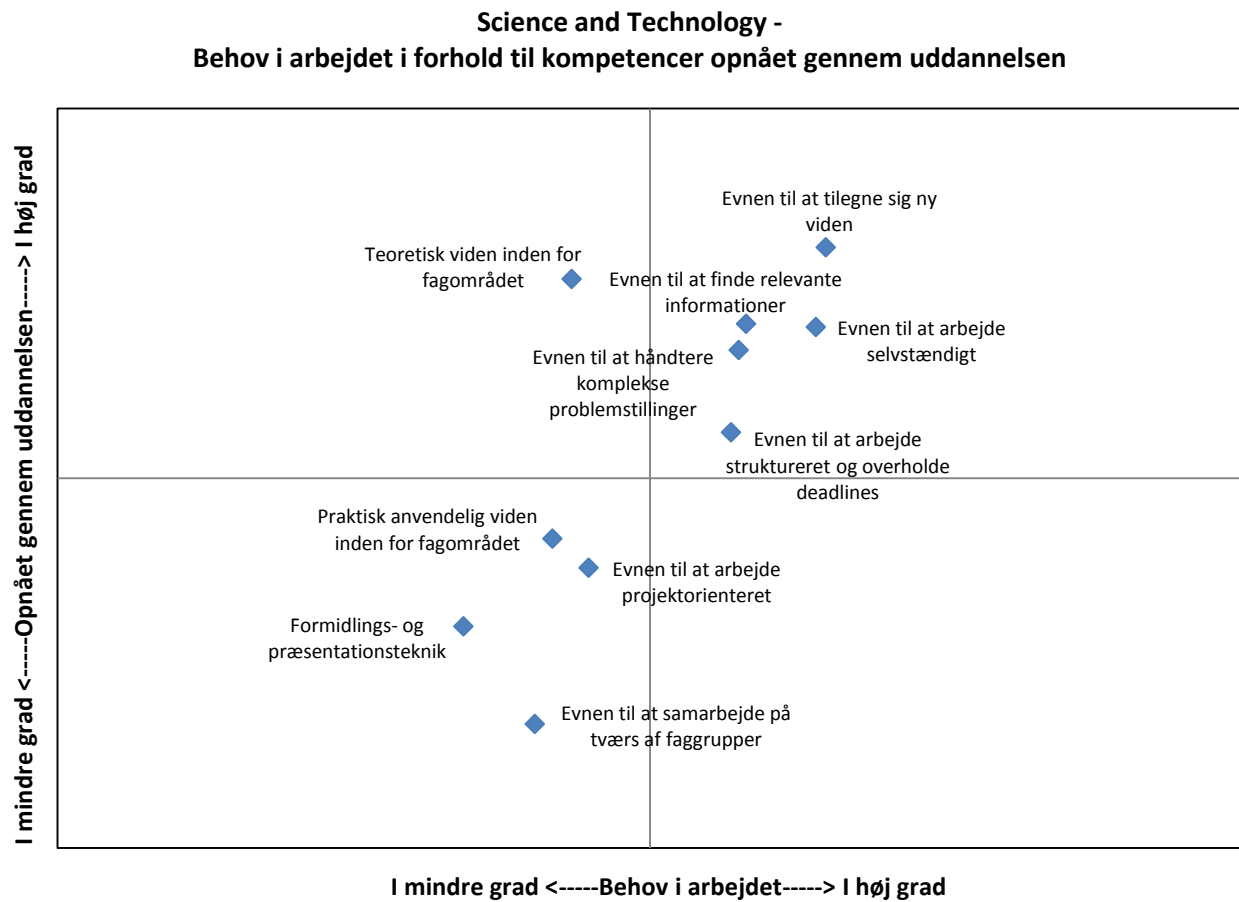 Science and Technology -
Behov i arbejdet i forhold til kompetencer opnået gennem uddannelsen
I mindre grad <-----Opnået gennem uddannelsen-----> I høj grad
Evnen til at tilegne sig ny
viden
Teoretisk viden inden for
fagområdet
Evnen til at finde relevante
informationer
Evnen til at arbejde
selvstændigt
Evnen til at håndtere
komplekse
problemstillinger
Evnen til at arbejde
struktureret og overholde
deadlines
Praktisk anvendelig viden
inden for fagområdet
Evnen til at arbejde
projektorienteret
Formidlings- og
præsentationsteknik
Evnen til at samarbejde på
tværs af faggrupper
I mindre grad <-----Behov i arbejdet-----> I høj grad